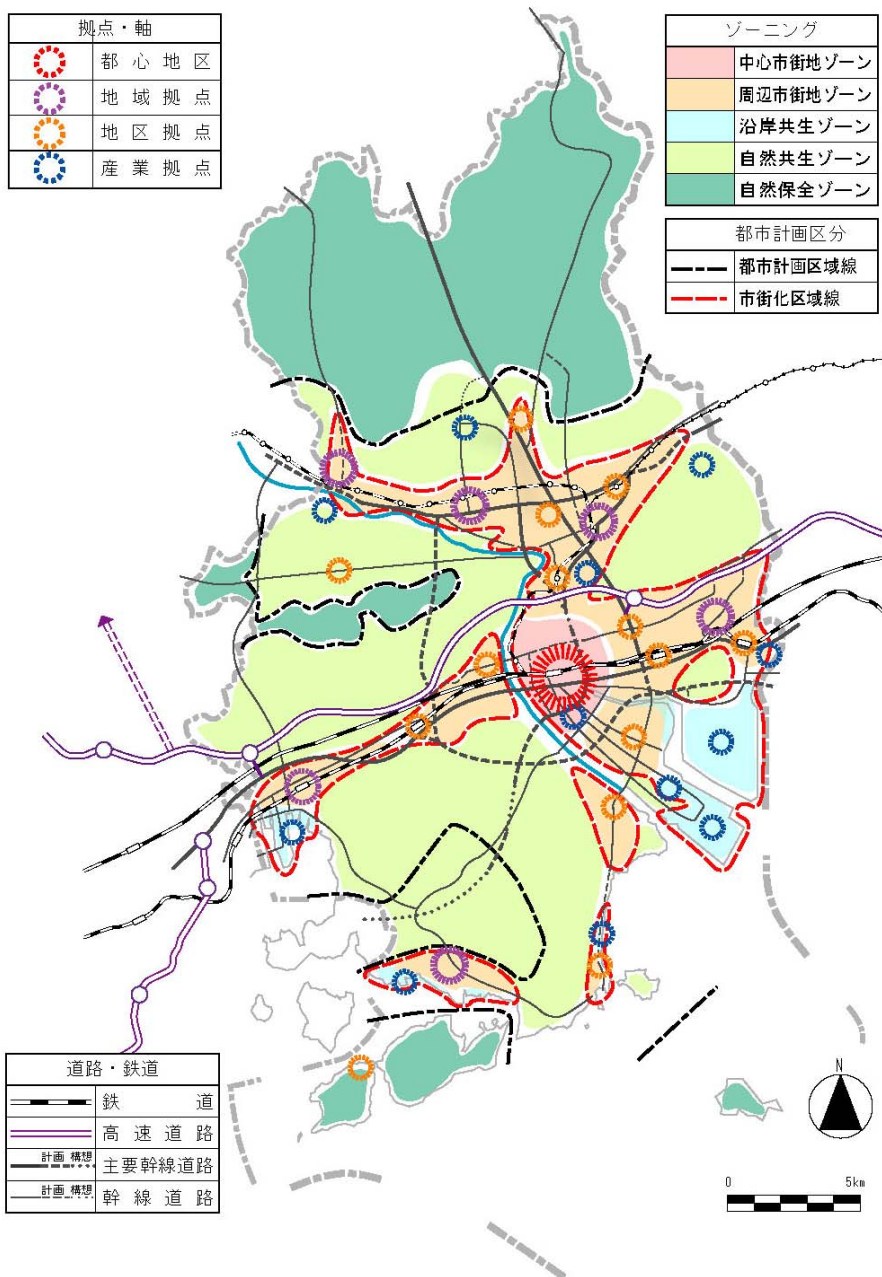 拠点・軸
都心地区
地域拠点
地区拠点
産業拠点
ゾーニング
中心市街地ゾーン
周辺市街地ゾーン
沿岸共生ゾーン
自然共生ゾーン
自然保全ゾーン
都市計画区分
都市計画区域線
市街化区域線
道路・鉄道
鉄道
高速道路
計画 構想 主要幹線道路
計画 構想 幹線道路
N
0 5km